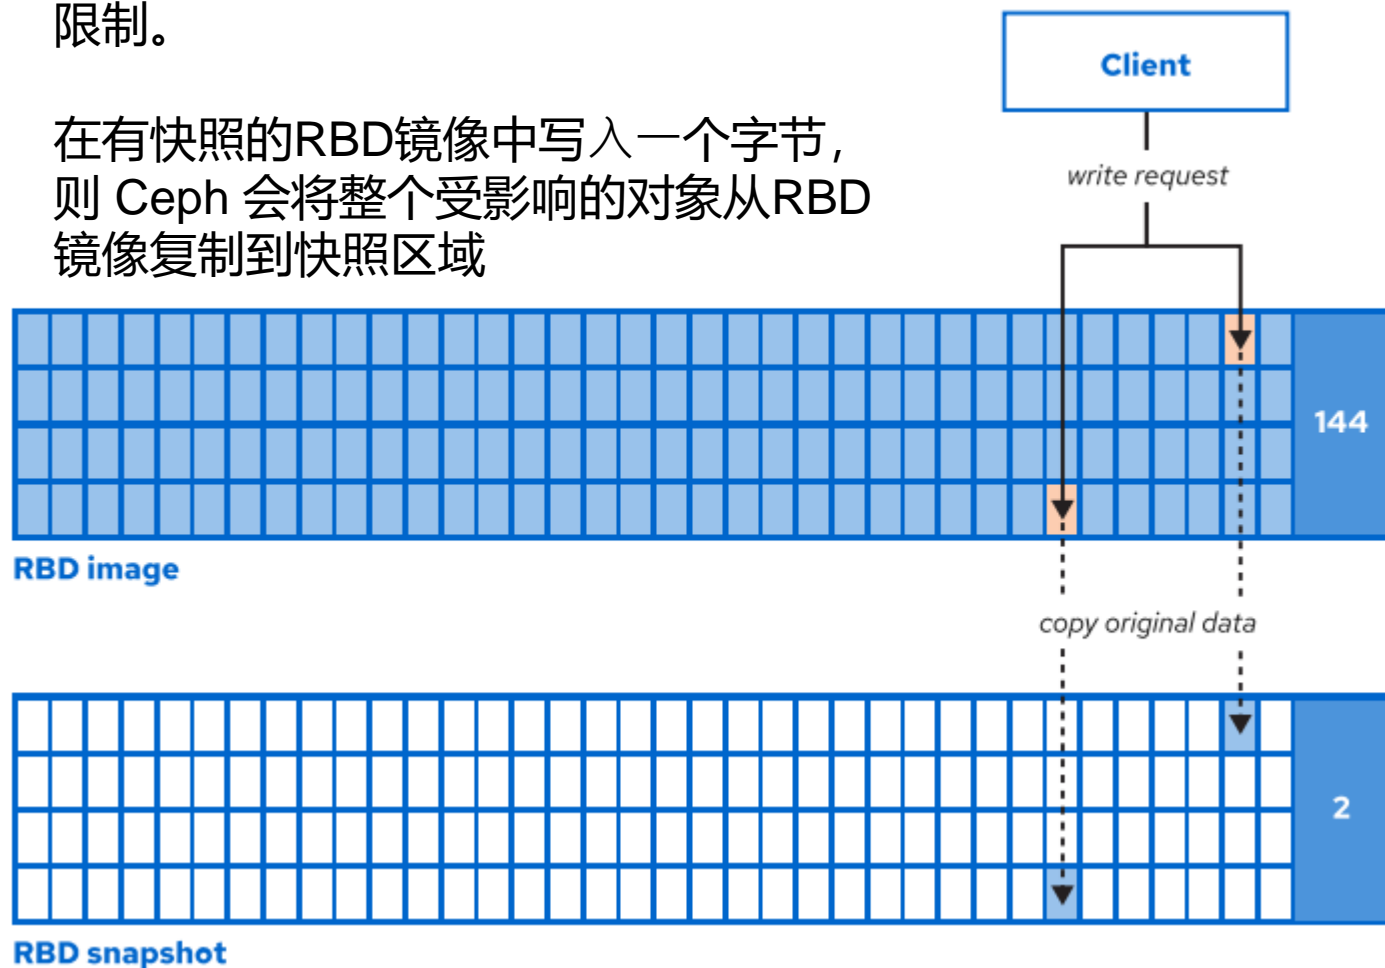 限制。
在有快照的RBD镜像中写入一个字节，
则 Ceph 会将整个受影响的对象从RBD
镜像复制到快照区域
Client
write request
144
RBD image
copy original data
2
RBD snapshot